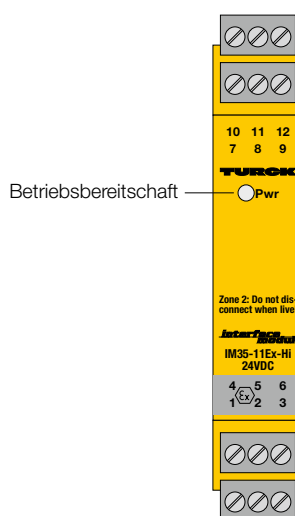 10 11 12
7 8 9
TURCK
Betriebsbereitschaft
Pwr
Zone 2: Do not dis-
connect when live
Interface
modul
IM35-11Ex-Hi
24VDC
4 5 6
Ex
1 2 3